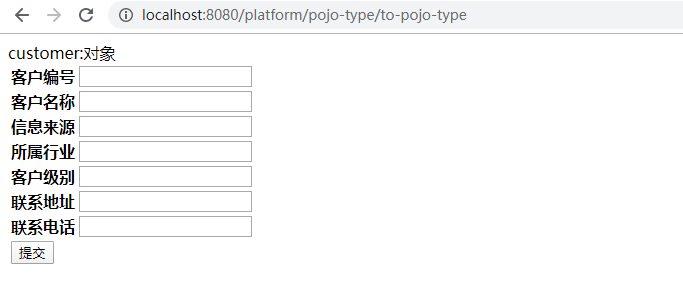 localhost:8080/platform/pojo-type/to-pojo-type
customer:对象
客户编号
客户名称
信息来源
所属行业
客户级别
联系地址
联系电话
提交